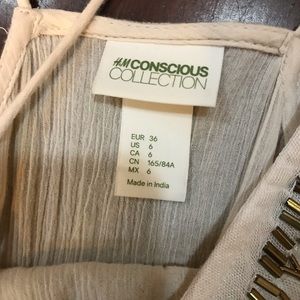 H&M CONSCIOUS
COLLECTION
EUR 36
US 6
CA 6
CN 165/84A
MX 6
Made in India